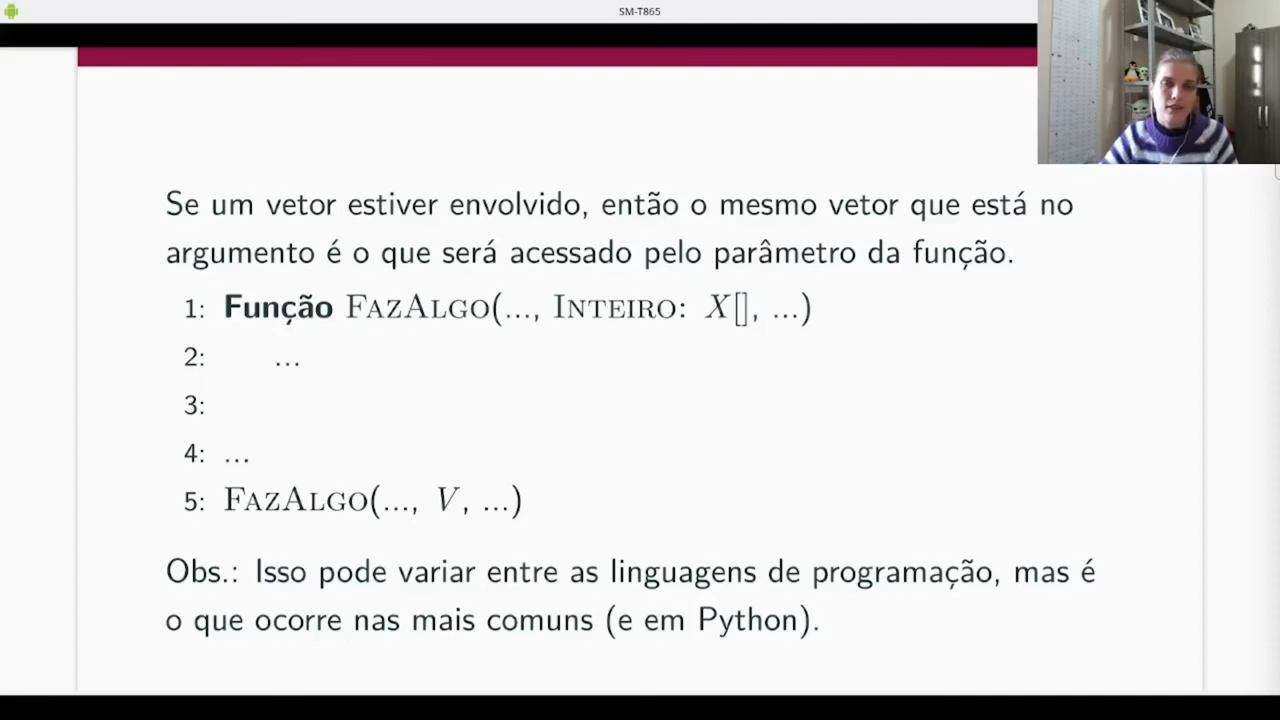 SM-T865
Se um vetor estiver envolvido, então o mesmo vetor que está no
argumento é o que será acessado pelo parâmetro da função.
1: Função FAZALGO(..., INTEIRO: X[], ...)
2: ...
3:
4: ...
5: FAZALGO(..., V, ...)
Obs.: Isso pode variar entre as linguagens de programação, mas é
o que ocorre nas mais comuns (e em Python).